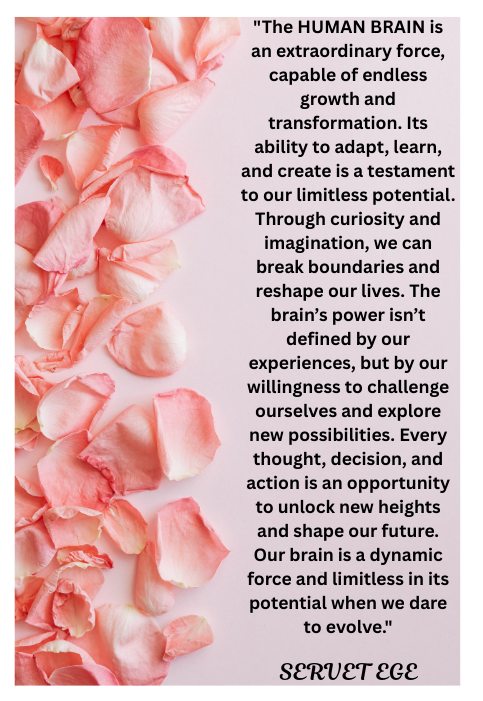 "The HUMAN BRAIN is
an extraordinary force,
capable of endless
growth and
transformation. Its
ability to adapt, learn,
and create is a testament
to our limitless potential.
Through curiosity and
imagination, we can
break boundaries and
reshape our lives. The
brain’s power isn’t
defined by our
experiences, but by our
willingness to challenge
ourselves and explore
new possibilities. Every
thought, decision, and
action is an opportunity
to unlock new heights
and shape our future.
Our brain is a dynamic
force and limitless in its
potential when we dare
to evolve."
SERVET EGE